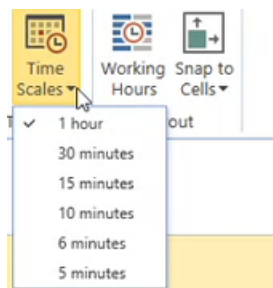 Time Scales
Working Hours
Snap to Cells
out
1 hour
30 minutes
15 minutes
10 minutes
6 minutes
5 minutes